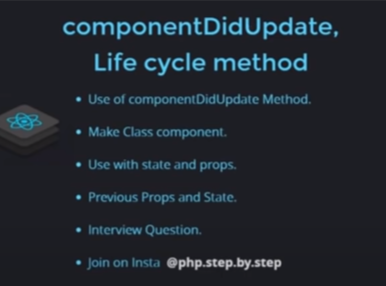 componentDidUpdate,
Life cycle method
• Use of componentDidUpdate Method.
• Make Class component.
• Use with state and props.
• Previous Props and State.
• Interview Question.
• Join on Insta @php.step.by.step